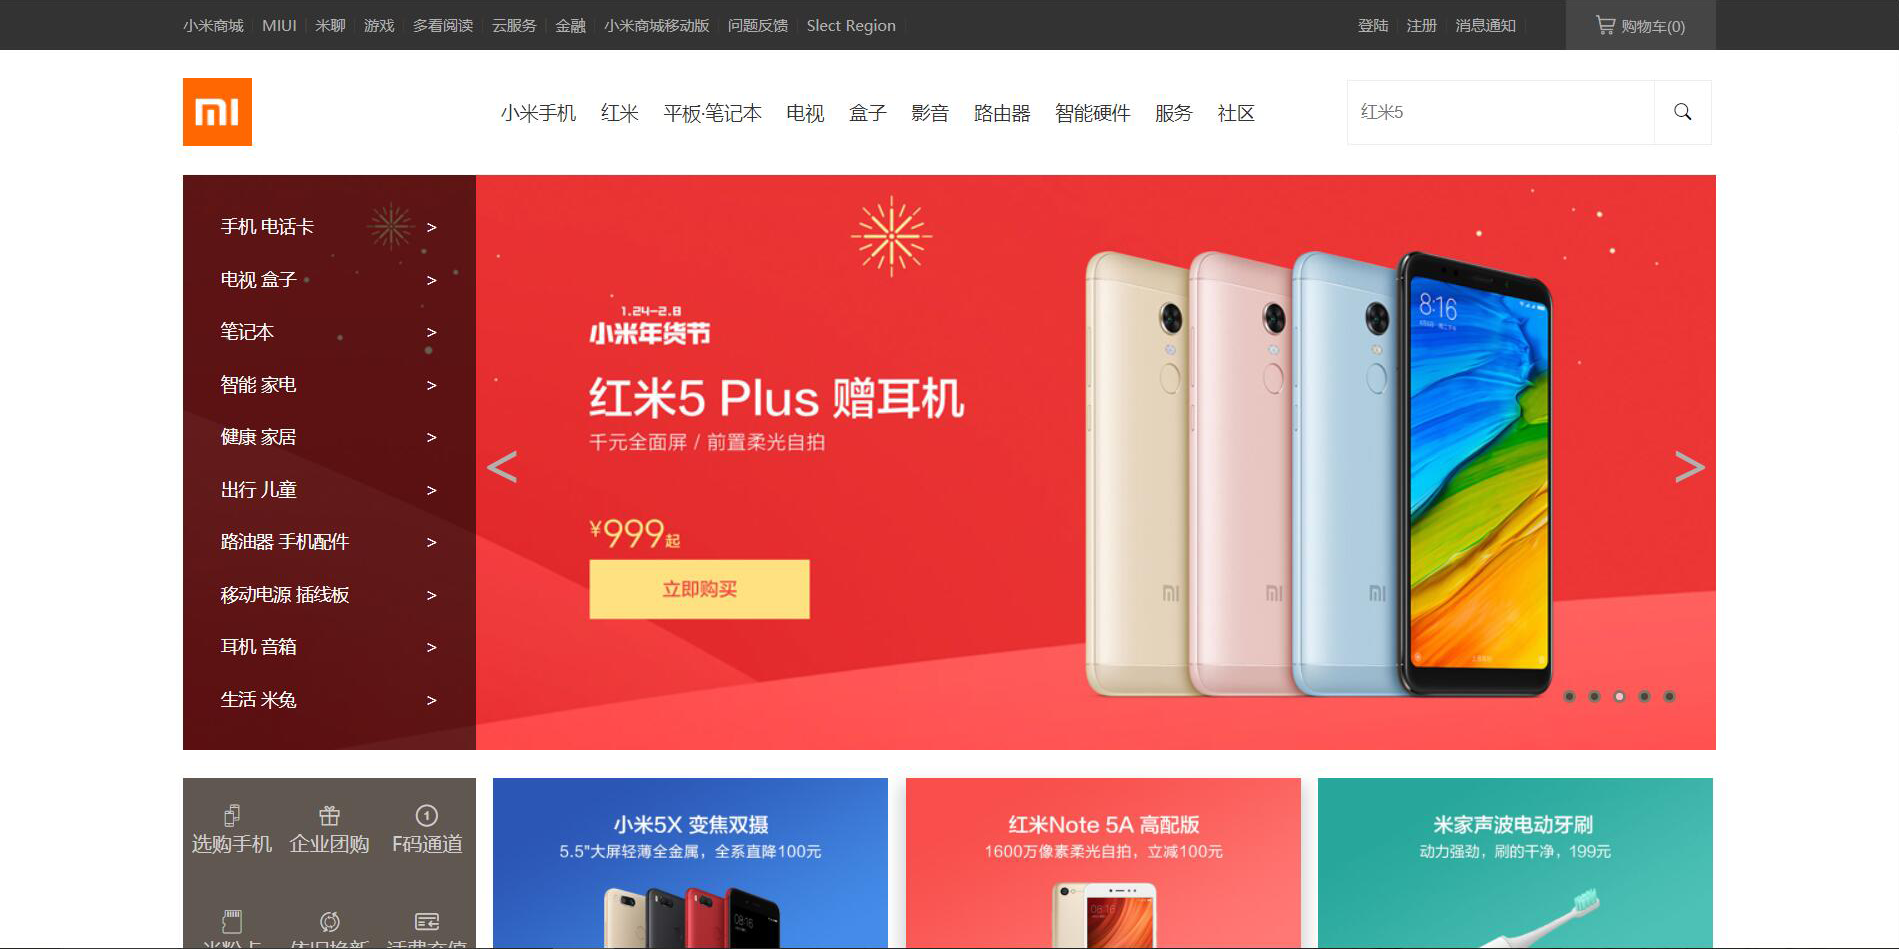 小米商城 MIUI 米聊 游戏 多看阅读 云服务 金融 小米商城移动版 问题反馈 Slect Region 登陆 注册 消息通知 购物车(0)
小米手机 红米 平板·笔记本 电视 盒子 影音 路由器 智能硬件 服务 社区 红米5
手机 电话卡 >
电视 盒子 >
笔记本 >
智能 家电 >
健康 家居 >
出行 儿童 >
路油器 手机配件 >
移动电源 插线板 >
耳机 音箱 >
生活 米兔 >
1.24-2.8
小米年货节
红米5 Plus 赠耳机
千元全面屏 / 前置柔光自拍
¥999起
立即购买
8:16
选购手机 企业团购 F码通道
米粉卡 依旧换新 话费充值
小米5X 变焦双摄
5.5"大屏轻薄全金属，全系直降100元
红米Note 5A 高配版
1600万像素柔光自拍，立减100元
米家声波电动牙刷
动力强劲，刷的干净，199元